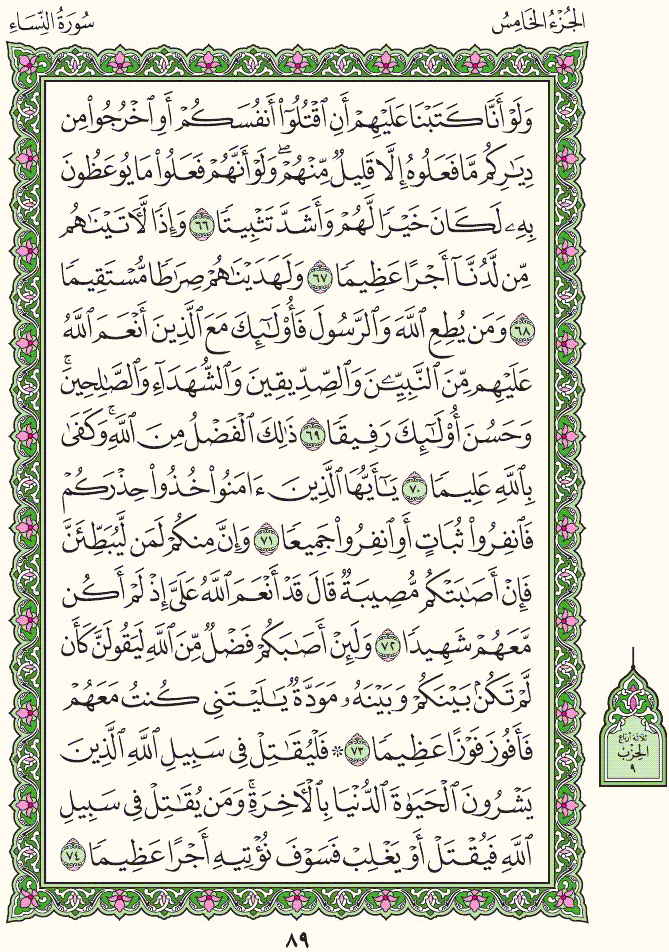 الجُزْءُ الخَامِسُ
سُورَةُ النِّسَاءِ
وَلَوْ أَنَّا كَتَبْنَا عَلَيْهِمْ أَنِ ٱقْتُلُوٓا۟ أَنفُسَكُمْ أَوِ ٱخْرُجُوا۟ مِن
دِيَـٰرِكُم مَّا فَعَلُوهُ إِلَّا قَلِيلٌ مِّنْهُمْ ۖ وَلَوْ أَنَّهُمْ فَعَلُوا۟ مَا يُوعَظُونَ
بِهِۦ لَكَانَ خَيْرًا لَّهُمْ وَأَشَدَّ تَثْبِيتًا ٦٦ وَإِذًا لَّـَٔاتَيْنَـٰهُم
مِّن لَّدُنَّآ أَجْرًا عَظِيمًا ٦٧ وَلَهَدَيْنَـٰهُمْ صِرَٰطًا مُّسْتَقِيمًا
٦٨ وَمَن يُطِعِ ٱللَّهَ وَٱلرَّسُولَ فَأُو۟لَـٰٓئِكَ مَعَ ٱلَّذِينَ أَنْعَمَ ٱللَّهُ
عَلَيْهِم مِّنَ ٱلنَّبِيِّـۧنَ وَٱلصِّدِّيقِينَ وَٱلشُّهَدَآءِ وَٱلصَّـٰلِحِينَ ۚ
وَحَسُنَ أُو۟لَـٰٓئِكَ رَفِيقًا ٦٩ ذَٰلِكَ ٱلْفَضْلُ مِنَ ٱللَّهِ ۚ وَكَفَىٰ
بِٱللَّهِ عَلِيمًا ٧٠ يَـٰٓأَيُّهَا ٱلَّذِينَ ءَامَنُوا۟ خُذُوا۟ حِذْرَكُمْ
فَٱنفِرُوا۟ ثُبَاتٍ أَوِ ٱنفِرُوا۟ جَمِيعًا ٧١ وَإِنَّ مِنكُمْ لَمَن لَّيُبَطِّئَنَّ
فَإِنْ أَصَـٰبَتْكُم مُّصِيبَةٌ قَالَ قَدْ أَنْعَمَ ٱللَّهُ عَلَىَّ إِذْ لَمْ أَكُن
مَّعَهُمْ شَهِيدًا ٧٢ وَلَئِنْ أَصَـٰبَكُمْ فَضْلٌ مِّنَ ٱللَّهِ لَيَقُولَنَّ كَأَن
لَّمْ تَكُنۢ بَيْنَكُمْ وَبَيْنَهُۥ مَوَدَّةٌ يَـٰلَيْتَنِى كُنتُ مَعَهُمْ
فَأَفُوزَ فَوْزًا عَظِيمًا ٧٣ ۞ فَلْيُقَـٰتِلْ فِى سَبِيلِ ٱللَّهِ ٱلَّذِينَ
يَشْرُونَ ٱلْحَيَوٰةَ ٱلدُّنْيَا بِٱلْـَٔاخِرَةِ ۚ وَمَن يُقَـٰتِلْ فِى سَبِيلِ
ٱللَّهِ فَيُقْتَلْ أَوْ يَغْلِبْ فَسَوْفَ نُؤْتِيهِ أَجْرًا عَظِيمًا ٧٤
ثلاثة أرباع
الحزب
٩
٨٩